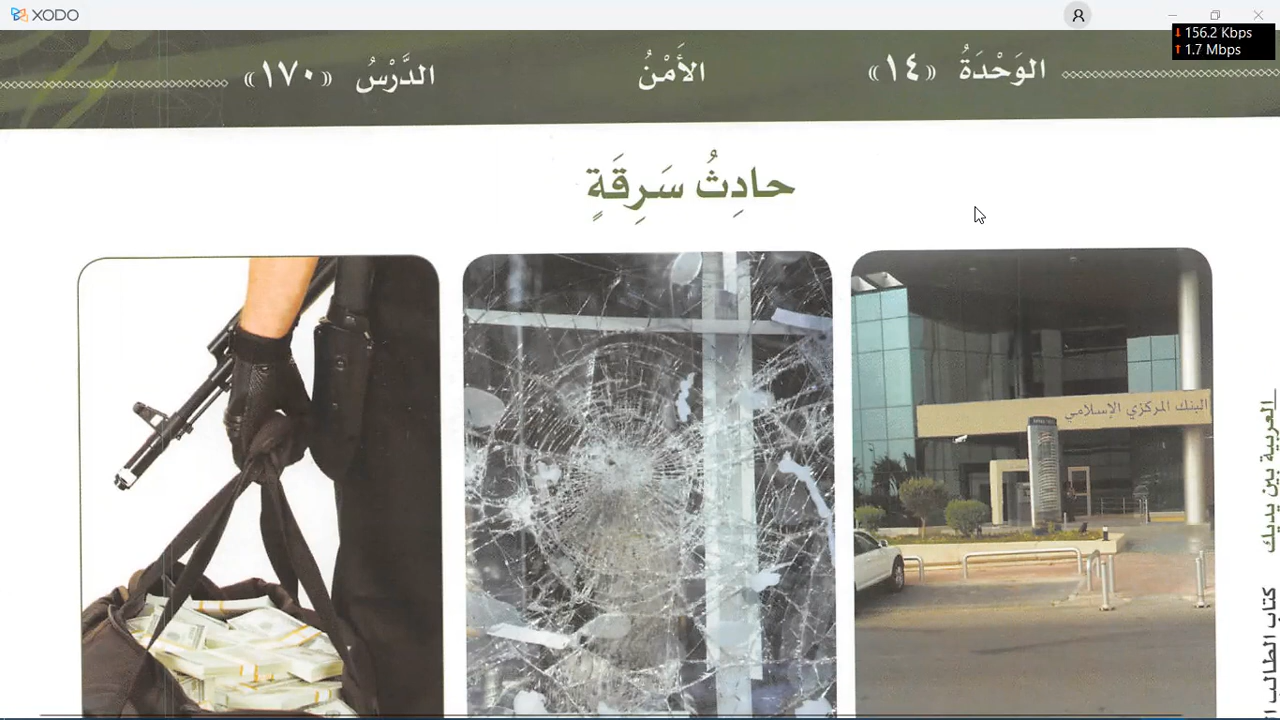 XODO
156.2 Kbps
1.7 Mbps
الوَحْدَةُ «١٤»
الأَمْنُ
الدَّرْسُ «١٧٠»
حادِثُ سَرِقَةٍ
البنك المركزي الإسلامي
العربية بين يديك
كتاب الطالب